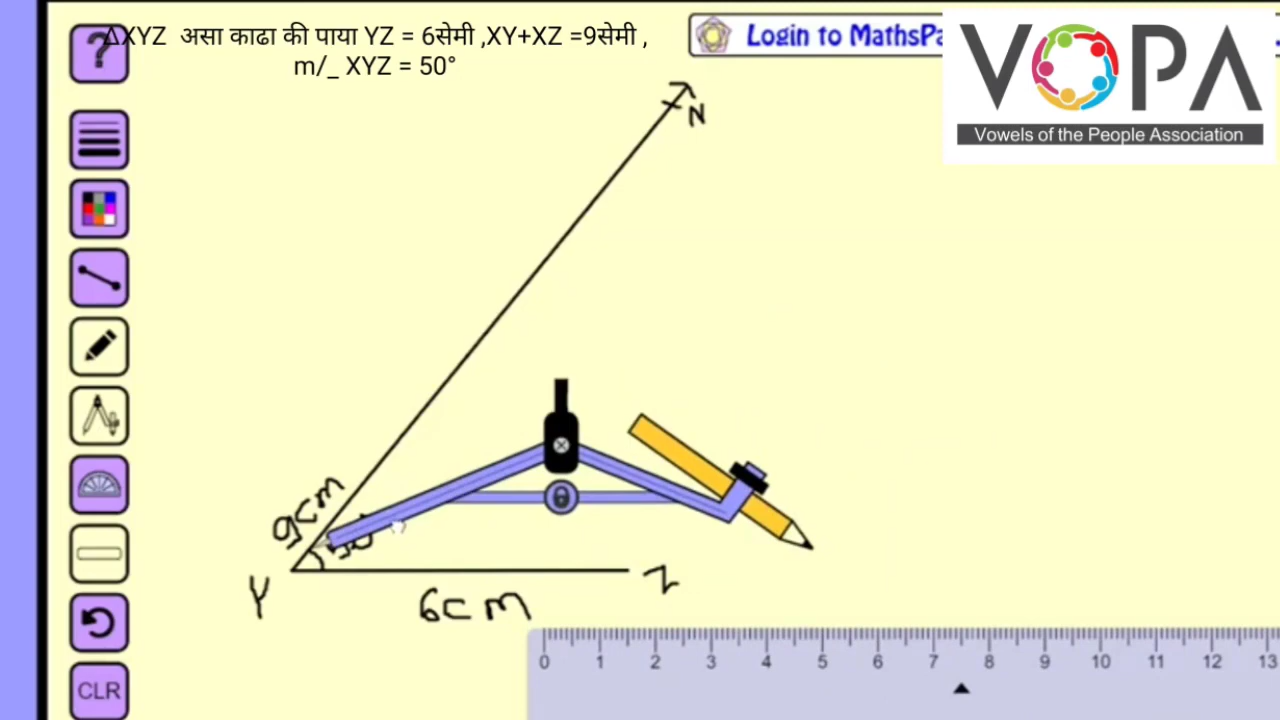 ΔXYZ असा काढा की पाया YZ = 6सेमी ,XY+XZ =9सेमी ,
m/_ XYZ = 50°
?
Login to MathsPa
VOPA
Vowels of the People Association
N
9cm
Y
Z
6cm
0 1 2 3 4 5 6 7 8 9 10 11 12 13
CLR